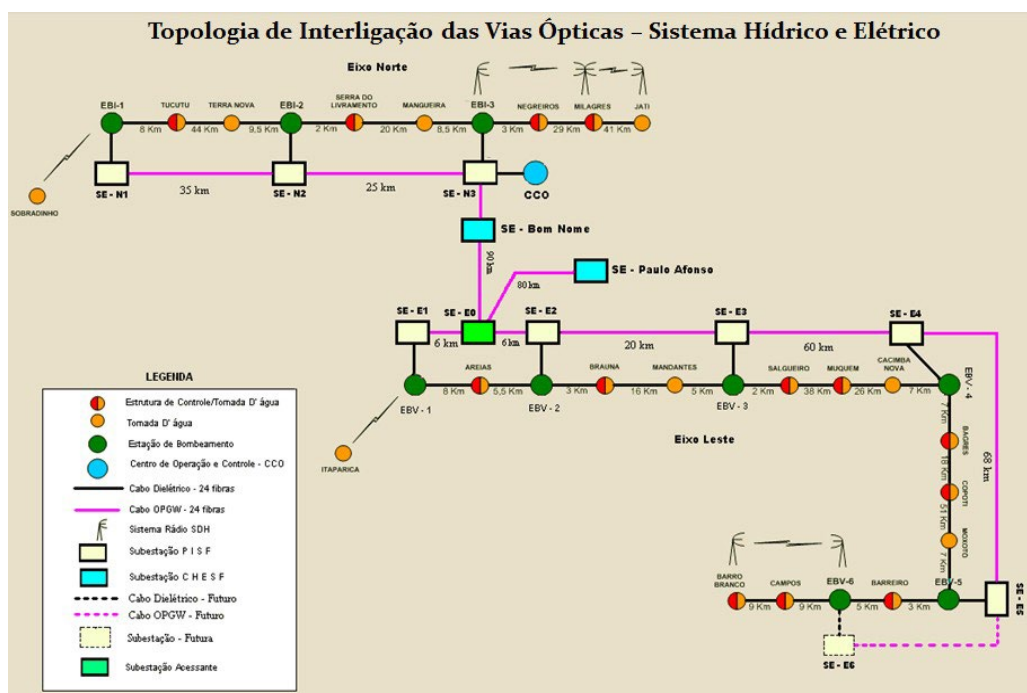 Topologia de Interligação das Vias Ópticas – Sistema Hídrico e Elétrico
Eixo Norte
EBI-1
TUCUTU
TERRA NOVA
EBI-2
SERRA DO
LIVRAMENTO
MANGUEIRA
EBI-3
NEGREIROS
MILAGRES
JATI
8 Km
44 Km
9,5 Km
2 Km
20 Km
8,5 Km
3 Km
29 Km
41 Km
SOBRADINHO
SE - N1
35 km
SE - N2
25 km
SE - N3
CCO
SE - Bom Nome
90 km
SE - Paulo Afonso
80 km
SE - E1
SE - E0
SE - E2
SE - E3
SE - E4
6 km
6 km
20 km
60 km
AREIAS
BRAUNA
MANDANTES
SALGUEIRO
MUQUEM
CACIMBA
NOVA
8 Km
5,5 Km
3 Km
16 Km
5 Km
2 Km
38 Km
26 Km
7 Km
EBV - 1
EBV - 2
EBV - 3
EBV - 4
Eixo Leste
ITAPARICA
7 Km
BAGRES
18 Km
COPOTI
51 Km
MOXOTO
7 Km
68 km
BARRO
BRANCO
CAMPOS
EBV-6
BARREIRO
EBV-5
SE - E5
9 Km
9 Km
5 Km
3 Km
SE - E6
LEGENDA
Estrutura de Controle/Tomada D' água
Tomada D' água
Estação de Bombeamento
Centro de Operação e Controle - CCO
Cabo Dielétrico - 24 fibras
Cabo OPGW - 24 fibras
Sistema Rádio SDH
Subestação P I S F
Subestação C H E S F
Cabo Dielétrico - Futuro
Cabo OPGW - Futuro
Subestação - Futura
Subestação Acessante